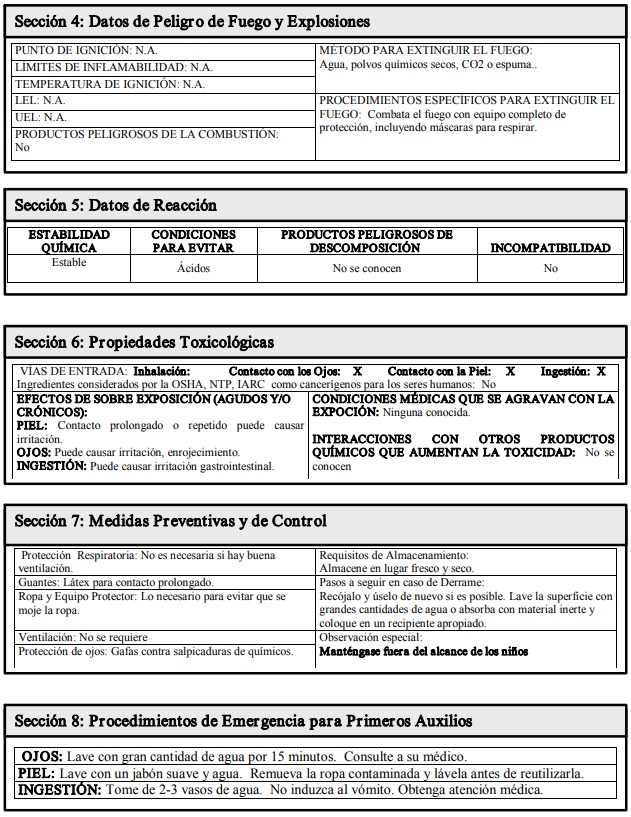 Sección 4: Datos de Peligro de Fuego y Explosiones
PUNTO DE IGNICIÓN: N.A.
LÍMITES DE INFLAMABILIDAD: N.A.
TEMPERATURA DE IGNICIÓN: N.A.
LEL: N.A.
UEL: N.A.
PRODUCTOS PELIGROSOS DE LA COMBUSTIÓN:
No
MÉTODO PARA EXTINGUIR EL FUEGO:
Agua, polvos químicos secos, CO2 o espuma..
PROCEDIMIENTOS ESPECÍFICOS PARA EXTINGUIR EL
FUEGO: Combata el fuego con equipo completo de
protección, incluyendo máscaras para respirar.
Sección 5: Datos de Reacción
ESTABILIDAD
QUÍMICA
CONDICIONES
PARA EVITAR
PRODUCTOS PELIGROSOS DE
DESCOMPOSICIÓN
INCOMPATIBILIDAD
Estable
Ácidos
No se conocen
No
Sección 6: Propiedades Toxicológicas
VÍAS DE ENTRADA: Inhalación: Contacto con los Ojos: X Contacto con la Piel: X Ingestión: X
Ingredientes considerados por la OSHA, NTP, IARC como cancerígenos para los seres humanos: No
EFECTOS DE SOBRE EXPOSICIÓN (AGUDOS Y/O
CRÓNICOS):
PIEL: Contacto prolongado o repetido puede causar
irritación.
OJOS: Puede causar irritación, enrojecimiento.
INGESTIÓN: Puede causar irritación gastrointestinal.
CONDICIONES MÉDICAS QUE SE AGRAVAN CON LA
EXPOCIÓN: Ninguna conocida.
INTERACCIONES CON OTROS PRODUCTOS
QUÍMICOS QUE AUMENTAN LA TOXICIDAD: No se
conocen
Sección 7: Medidas Preventivas y de Control
Protección Respiratoria: No es necesaria si hay buena
ventilación.
Guantes: Látex para contacto prolongado.
Ropa y Equipo Protector: Lo necesario para evitar que se
moje la ropa.
Ventilación: No se requiere
Protección de ojos: Gafas contra salpicaduras de químicos.
Requisitos de Almacenamiento:
Almacene en lugar fresco y seco.
Pasos a seguir en caso de Derrame:
Recójalo y úselo de nuevo si es posible. Lave la superficie con
grandes cantidades de agua o absorba con material inerte y
coloque en un recipiente apropiado.
Observación especial:
Manténgase fuera del alcance de los niños
Sección 8: Procedimientos de Emergencia para Primeros Auxilios
OJOS: Lave con gran cantidad de agua por 15 minutos. Consulte a su médico.
PIEL: Lave con un jabón suave y agua. Remueva la ropa contaminada y lávela antes de reutilizarla.
INGESTIÓN: Tome de 2-3 vasos de agua. No induzca al vómito. Obtenga atención médica.